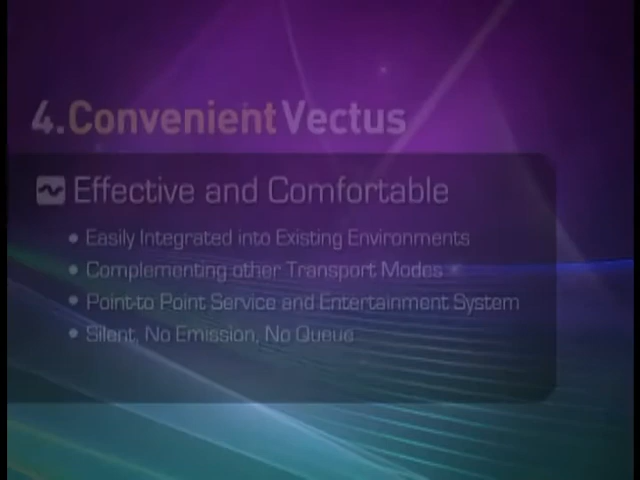 4.Convenient Vectus
Effective and Comfortable
• Easily Integrated into Existing Environments
• Complementing other Transport Modes
• Point-to Point Service and Entertainment System
• Silent, No Emission, No Queue